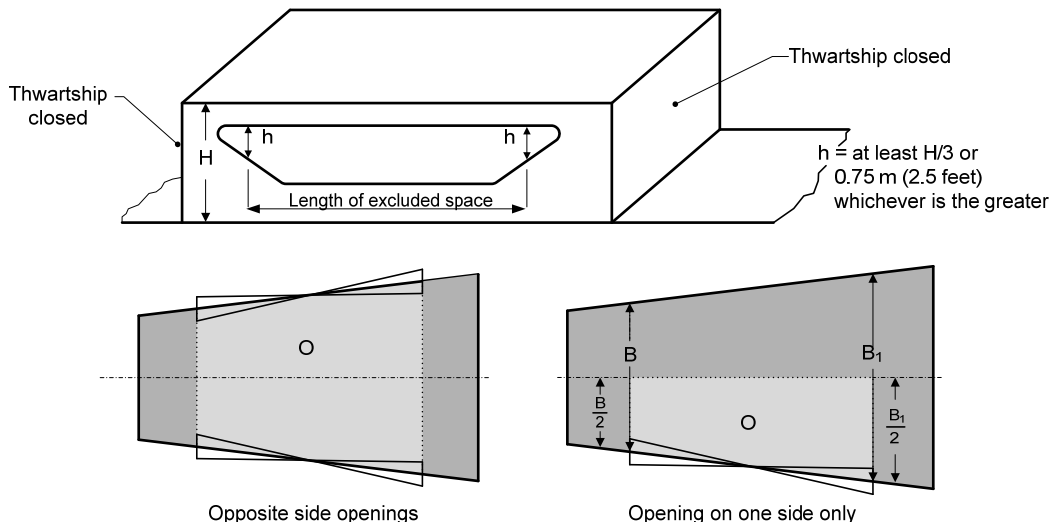 Thwartship
closed
Thwartship closed
H
h
h
Length of excluded space
h = at least H/3 or
0.75 m (2.5 feet)
whichever is the greater
O
Opposite side openings
B
B₁
B
2
O
B₁
2
Opening on one side only